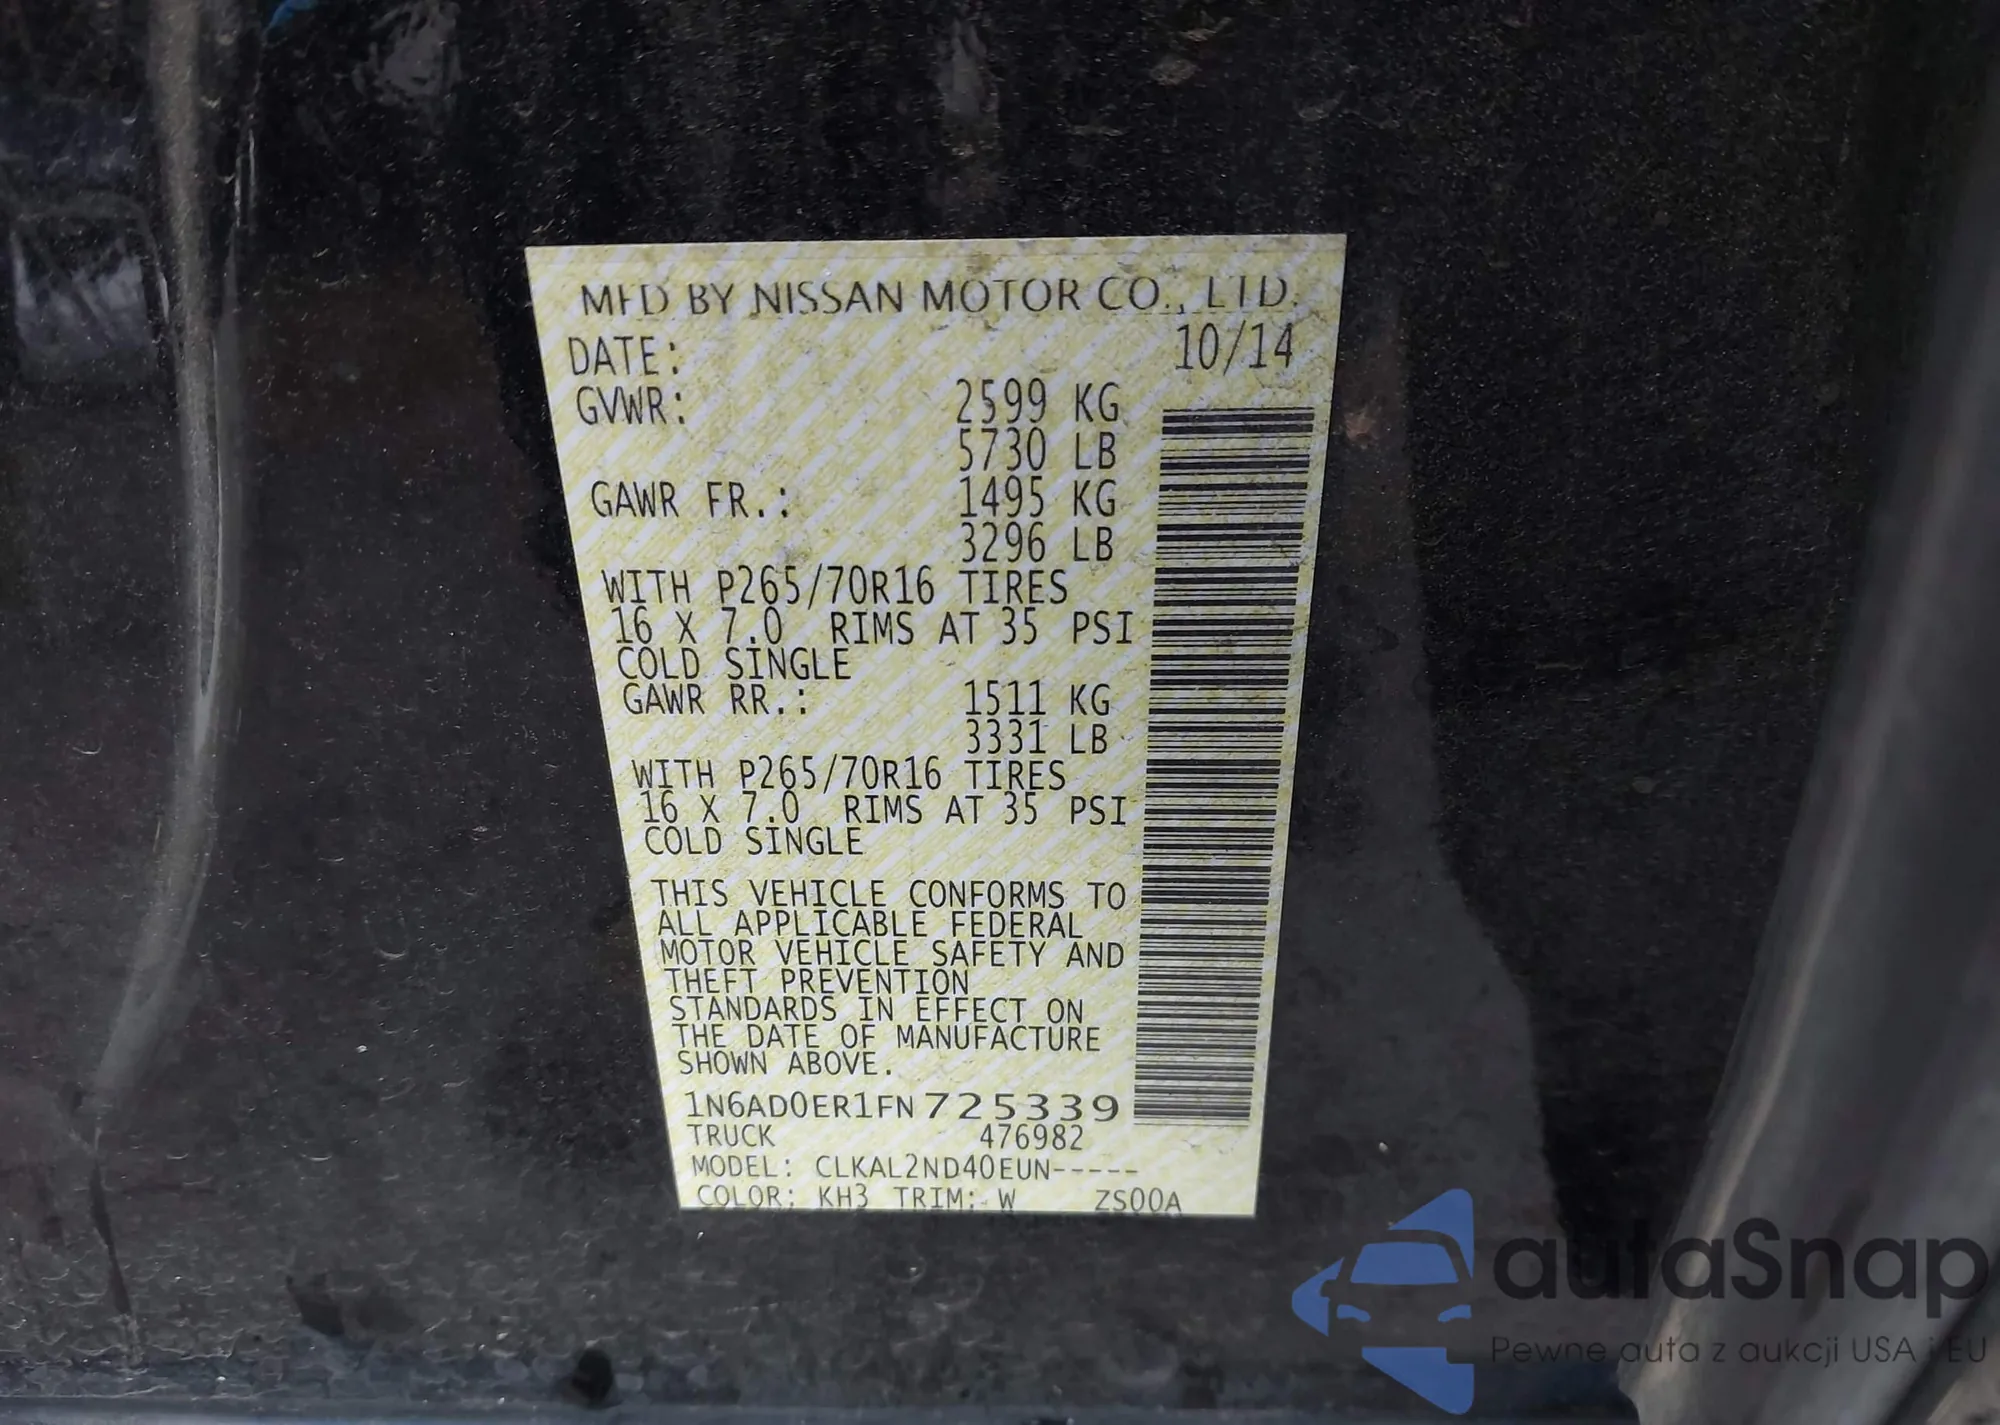 MFD BY NISSAN MOTOR CO., LTD.
DATE: 10/14
GVWR: 2599 KG
5730 LB
GAWR FR.: 1495 KG
3296 LB
WITH P265/70R16 TIRES
16 X 7.0 RIMS AT 35 PSI
COLD SINGLE
GAWR RR.: 1511 KG
3331 LB
WITH P265/70R16 TIRES
16 X 7.0 RIMS AT 35 PSI
COLD SINGLE
THIS VEHICLE CONFORMS TO
ALL APPLICABLE FEDERAL
MOTOR VEHICLE SAFETY AND
THEFT PREVENTION
STANDARDS IN EFFECT ON
THE DATE OF MANUFACTURE
SHOWN ABOVE.
1N6AD0ER1FN725339
TRUCK 476982
MODEL: CLKAL2ND40EUN-----
COLOR: KH3 TRIM: W ZS00A
autaSnap
Pewne auta z aukcji USA i EU